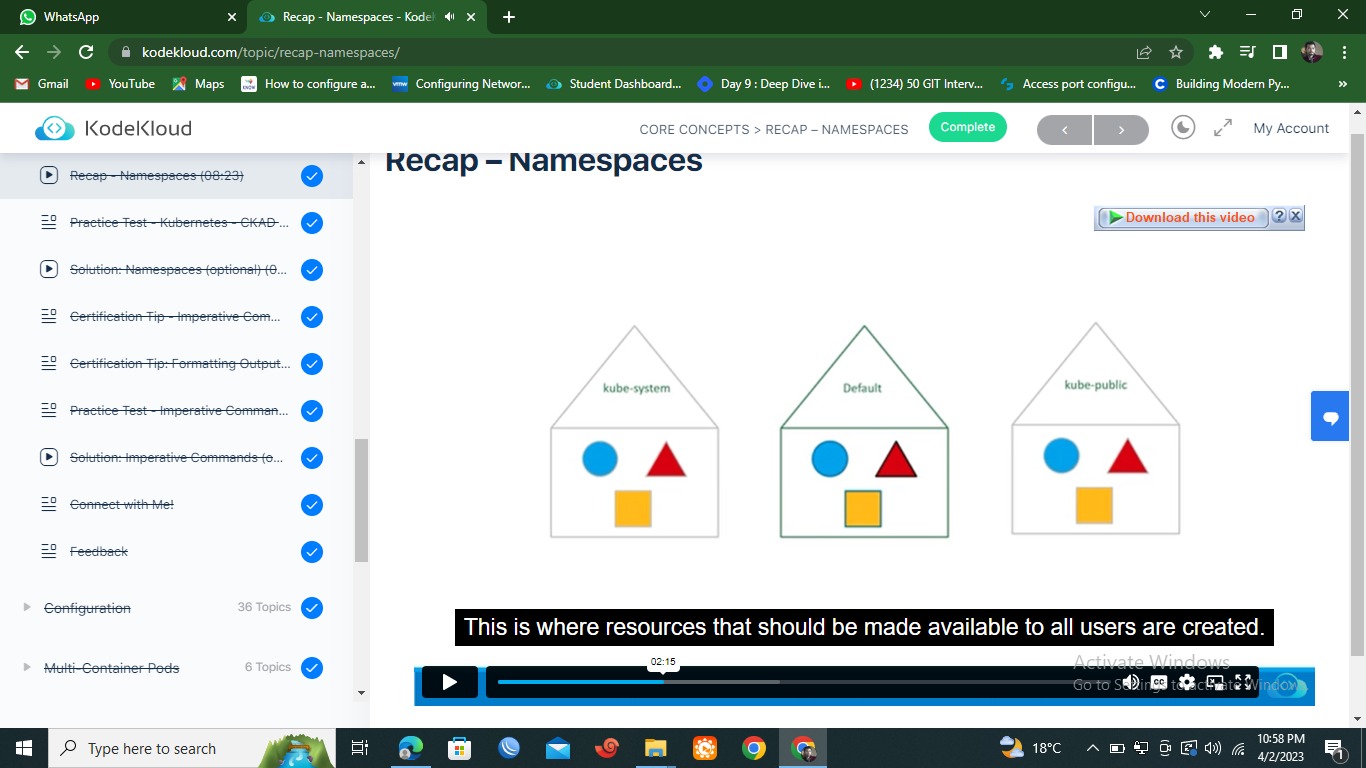 WhatsApp
Recap - Namespaces - Kodek
kodekloud.com/topic/recap-namespaces/
Gmail
YouTube
Maps
How to configure a...
Configuring Networ...
Student Dashboard...
Day 9 : Deep Dive i...
(1234) 50 GIT Interv...
Access port configu...
Building Modern Py...
KodeKloud
CORE CONCEPTS > RECAP – NAMESPACES
Complete
My Account
Recap - Namespaces (08:23)
Practice Test - Kubernetes - CKAD ...
Solution: Namespaces (optional) (0...
Certification Tip - Imperative Com...
Certification Tip: Formatting Output...
Practice Test - Imperative Comman...
Solution: Imperative Commands (o...
Connect with Me!
Feedback
Configuration
36 Topics
Multi-Container Pods
6 Topics
Recap – Namespaces
Download this video
kube-system
Default
kube-public
This is where resources that should be made available to all users are created.
02:15
CC
Activate Windows
Go to Settings to activate Windows.
Type here to search
18°C
10:58 PM
4/2/2023
1